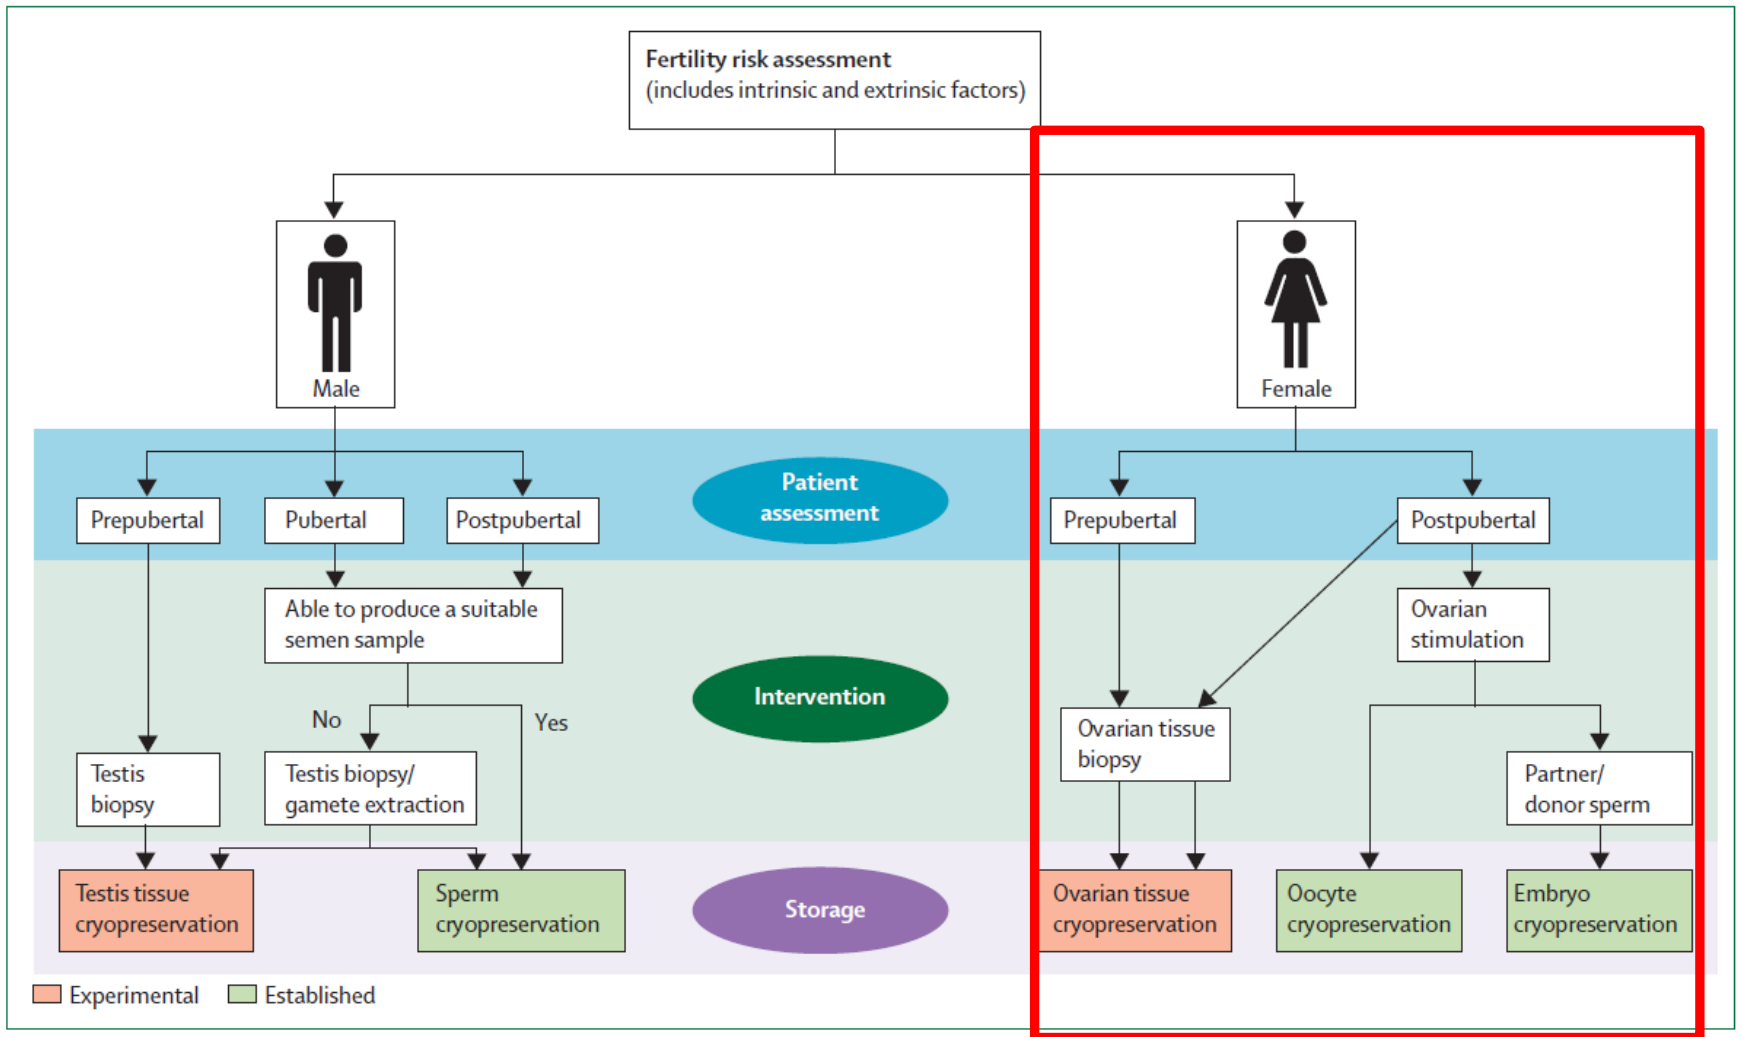 Fertility risk assessment
(includes intrinsic and extrinsic factors)
Male
Female
Patient
assessment
Prepubertal
Pubertal
Postpubertal
Prepubertal
Postpubertal
Able to produce a suitable
semen sample
Ovarian
stimulation
Intervention
No
Yes
Ovarian tissue
biopsy
Testis
biopsy
Testis biopsy/
gamete extraction
Partner/
donor sperm
Testis tissue
cryopreservation
Sperm
cryopreservation
Storage
Ovarian tissue
cryopreservation
Oocyte
cryopreservation
Embryo
cryopreservation
Experimental
Established